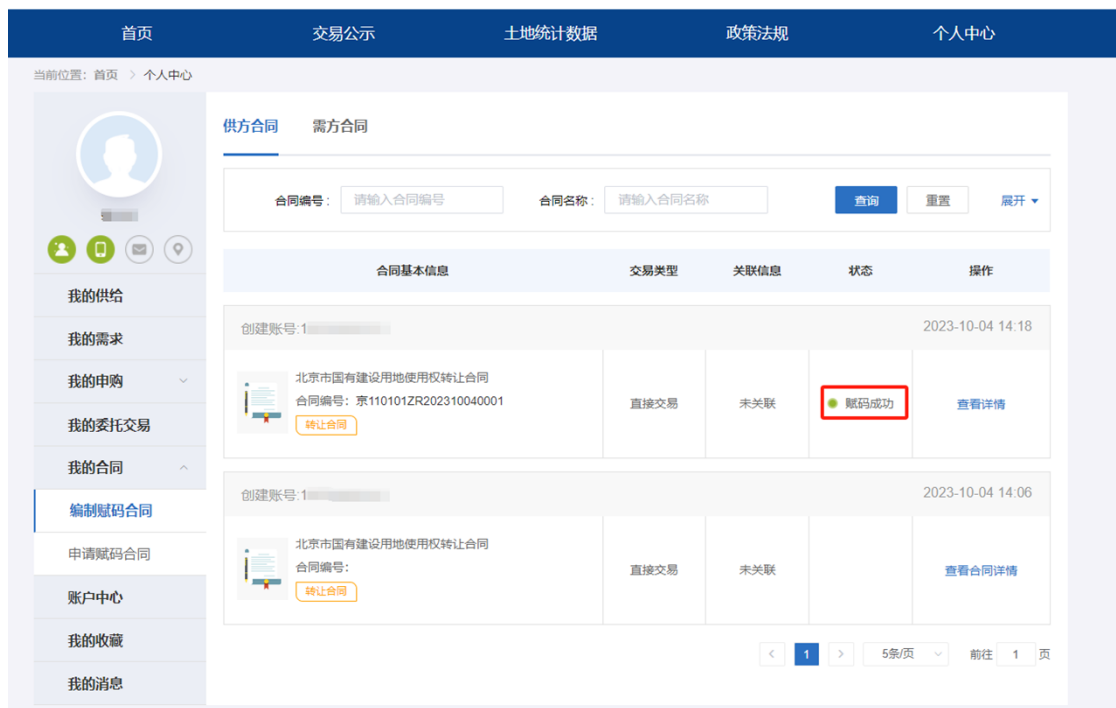 首页 交易公示 土地统计数据 政策法规 个人中心
当前位置：首页 > 个人中心
供方合同 需方合同
合同编号： 请输入合同编号 合同名称： 请输入合同名称 查询 重置 展开
合同基本信息 交易类型 关联信息 状态 操作
我的供给
我的需求
我的申购
我的委托交易
我的合同
编制赋码合同
申请赋码合同
账户中心
我的收藏
我的消息
创建账号:1 2023-10-04 14:18
北京市国有建设用地使用权转让合同
合同编号：京110101ZR202310040001
转让合同
直接交易 未关联 赋码成功 查看详情
创建账号:1 2023-10-04 14:06
北京市国有建设用地使用权转让合同
合同编号：
转让合同
直接交易 未关联 查看合同详情
< 1 > 5条/页 前往 1 页